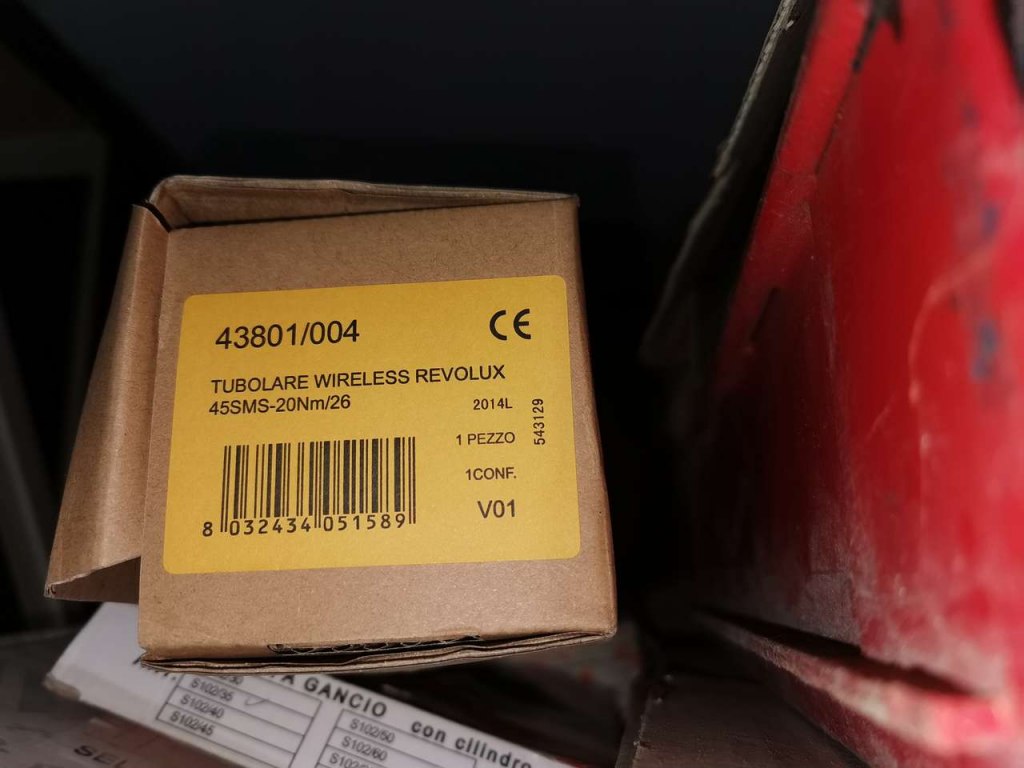 43801/004
CE
TUBOLARE WIRELESS REVOLUX
45SMS-20Nm/26
2014L
543129
1 PEZZO
1CONF.
V01
8 032434 051589
A GANCIO con cilindro
S102/35
S102/40
S102/45
S102/50
S102/60
SEL